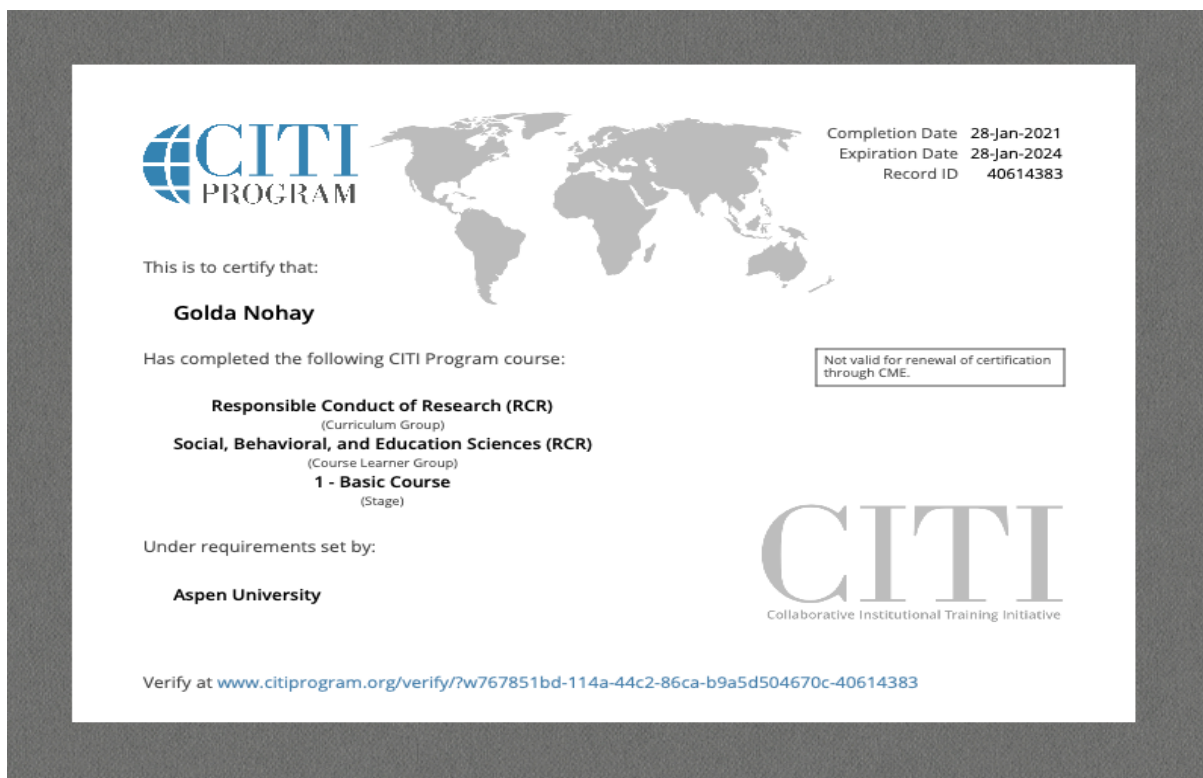 CITI
PROGRAM
Completion Date 28-Jan-2021
Expiration Date 28-Jan-2024
Record ID 40614383
This is to certify that:
Golda Nohay
Has completed the following CITI Program course:
Not valid for renewal of certification
through CME.
Responsible Conduct of Research (RCR)
(Curriculum Group)
Social, Behavioral, and Education Sciences (RCR)
(Course Learner Group)
1 - Basic Course
(Stage)
Under requirements set by:
Aspen University
CITI
Collaborative Institutional Training Initiative
Verify at www.citiprogram.org/verify/?w767851bd-114a-44c2-86ca-b9a5d504670c-40614383